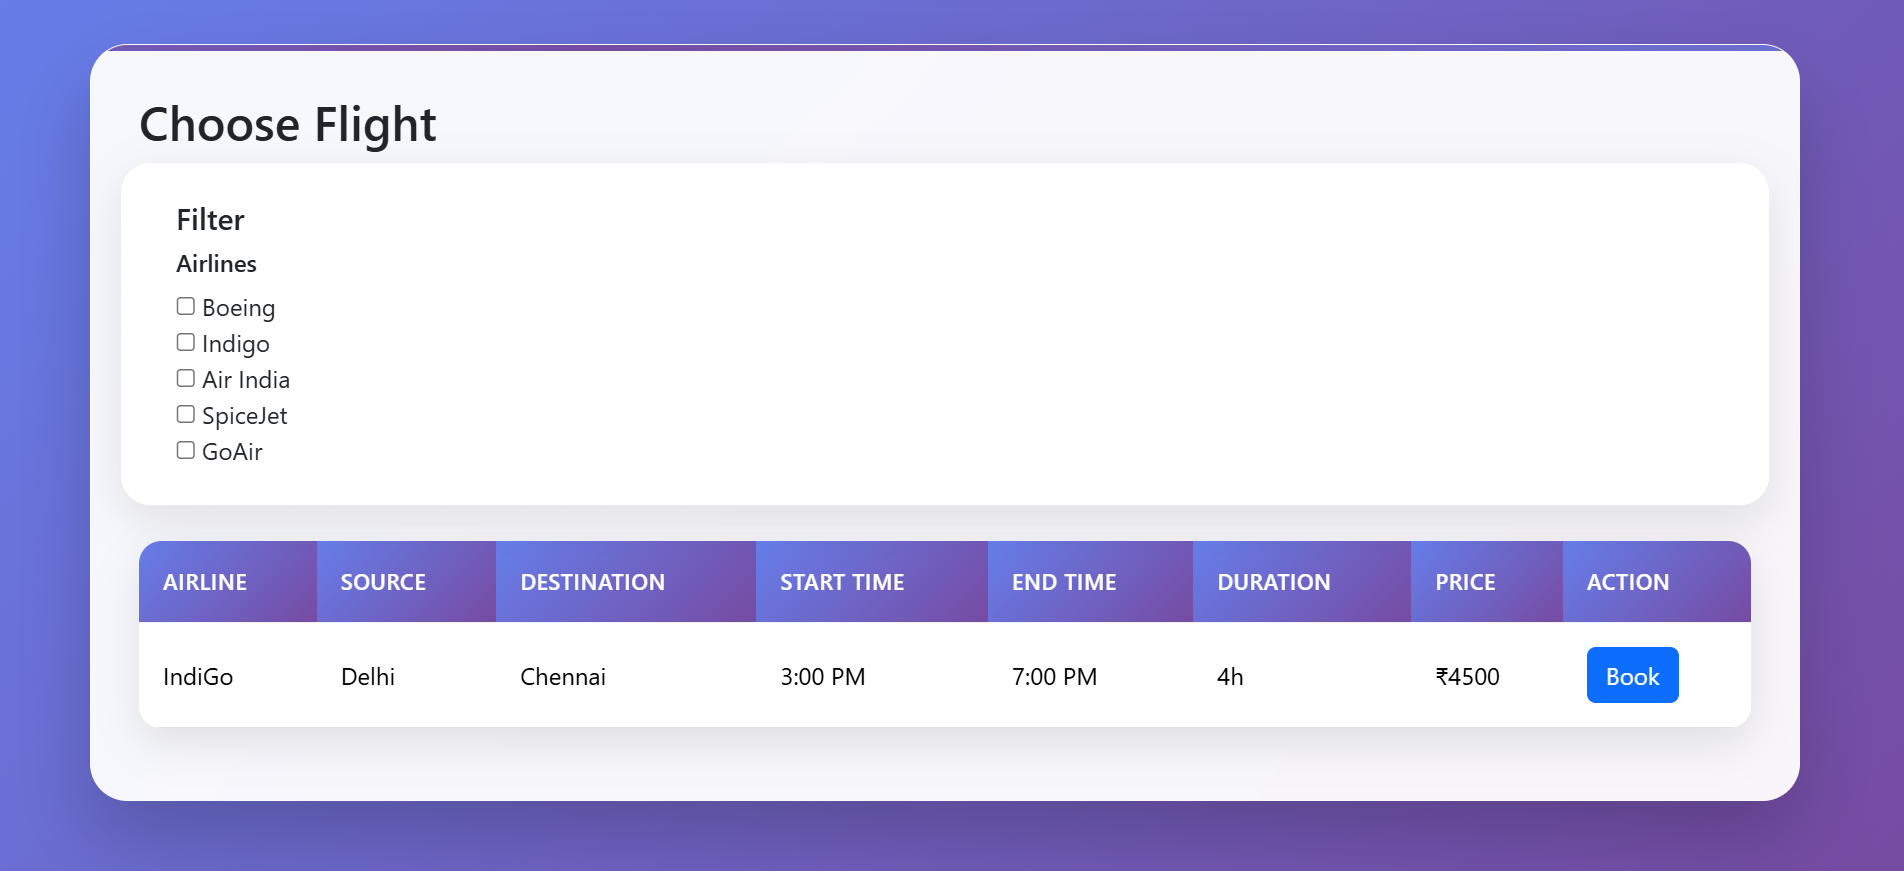 Choose Flight
Filter
Airlines
Boeing
Indigo
Air India
SpiceJet
GoAir
AIRLINE SOURCE DESTINATION START TIME END TIME DURATION PRICE ACTION
IndiGo Delhi Chennai 3:00 PM 7:00 PM 4h ₹4500 Book